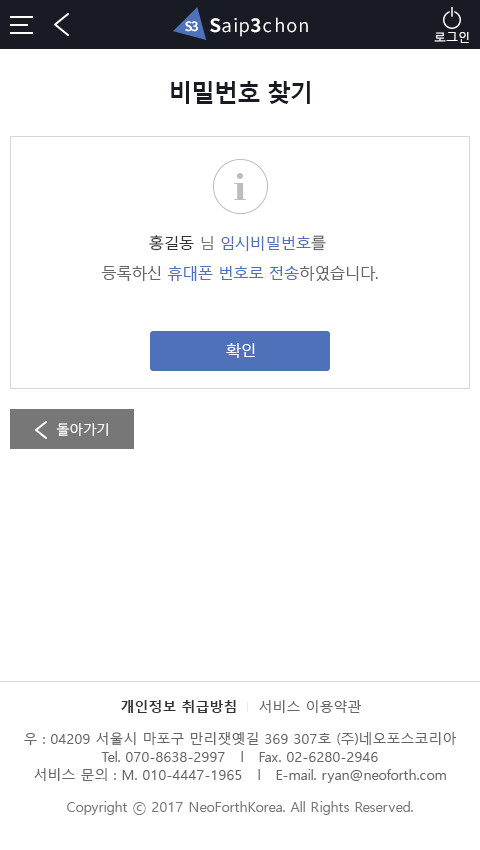 S3 Saip3chon
로그인
비밀번호 찾기
i
홍길동 님 임시비밀번호를
등록하신 휴대폰 번호로 전송하였습니다.
확인
돌아가기
개인정보 취급방침 서비스 이용약관
우 : 04209 서울시 마포구 만리잿옛길 369 307호 (주)네오포스코리아
Tel. 070-8638-2997 l Fax. 02-6280-2946
서비스 문의 : M. 010-4447-1965 l E-mail. ryan@neoforth.com
Copyright ⓒ 2017 NeoForthKorea. All Rights Reserved.